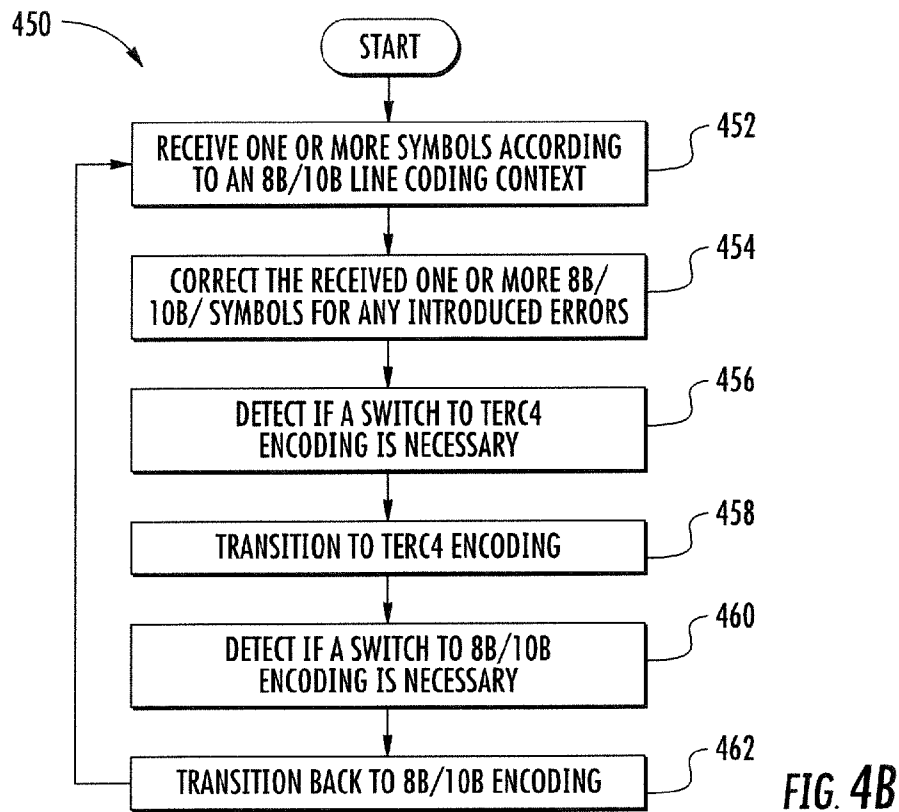 450
START
RECEIVE ONE OR MORE SYMBOLS ACCORDING
TO AN 8B/10B LINE CODING CONTEXT
452
CORRECT THE RECEIVED ONE OR MORE 8B/
10B/ SYMBOLS FOR ANY INTRODUCED ERRORS
454
DETECT IF A SWITCH TO TERC4
ENCODING IS NECESSARY
456
TRANSITION TO TERC4 ENCODING
458
DETECT IF A SWITCH TO 8B/10B
ENCODING IS NECESSARY
460
TRANSITION BACK TO 8B/10B ENCODING
462
FIG. 4B